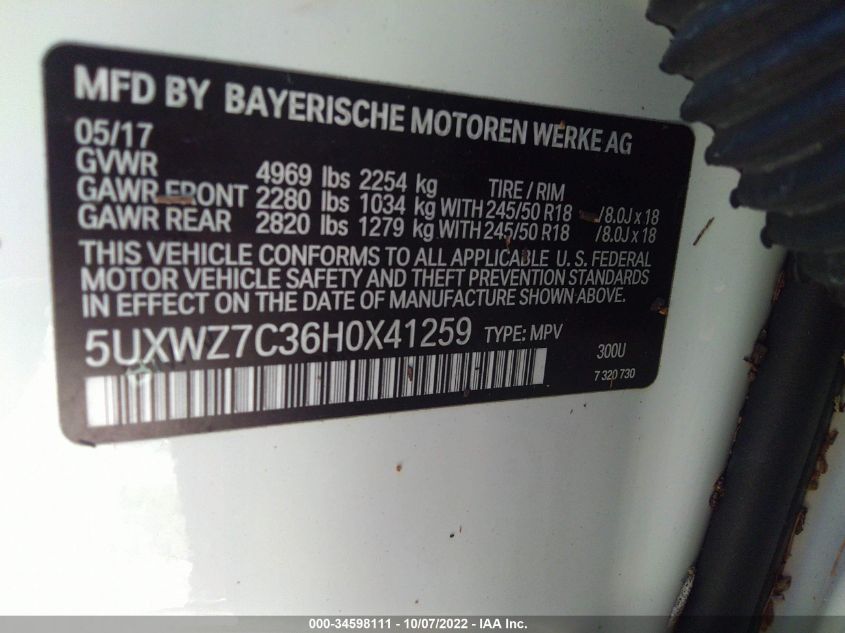 MFD BY BAYERISCHE MOTOREN WERKE AG
05/17
GVWR 4969 lbs 2254 kg TIRE / RIM
GAWR FRONT 2280 lbs 1034 kg WITH 245/50 R18 / 8.0J x 18
GAWR REAR 2820 lbs 1279 kg WITH 245/50 R18 / 8.0J x 18
THIS VEHICLE CONFORMS TO ALL APPLICABLE U. S. FEDERAL
MOTOR VEHICLE SAFETY AND THEFT PREVENTION STANDARDS
IN EFFECT ON THE DATE OF MANUFACTURE SHOWN ABOVE.
5UXWZ7C36H0X41259 TYPE: MPV
300U
7 320 730
000-34598111 - 10/07/2022 - IAA Inc.